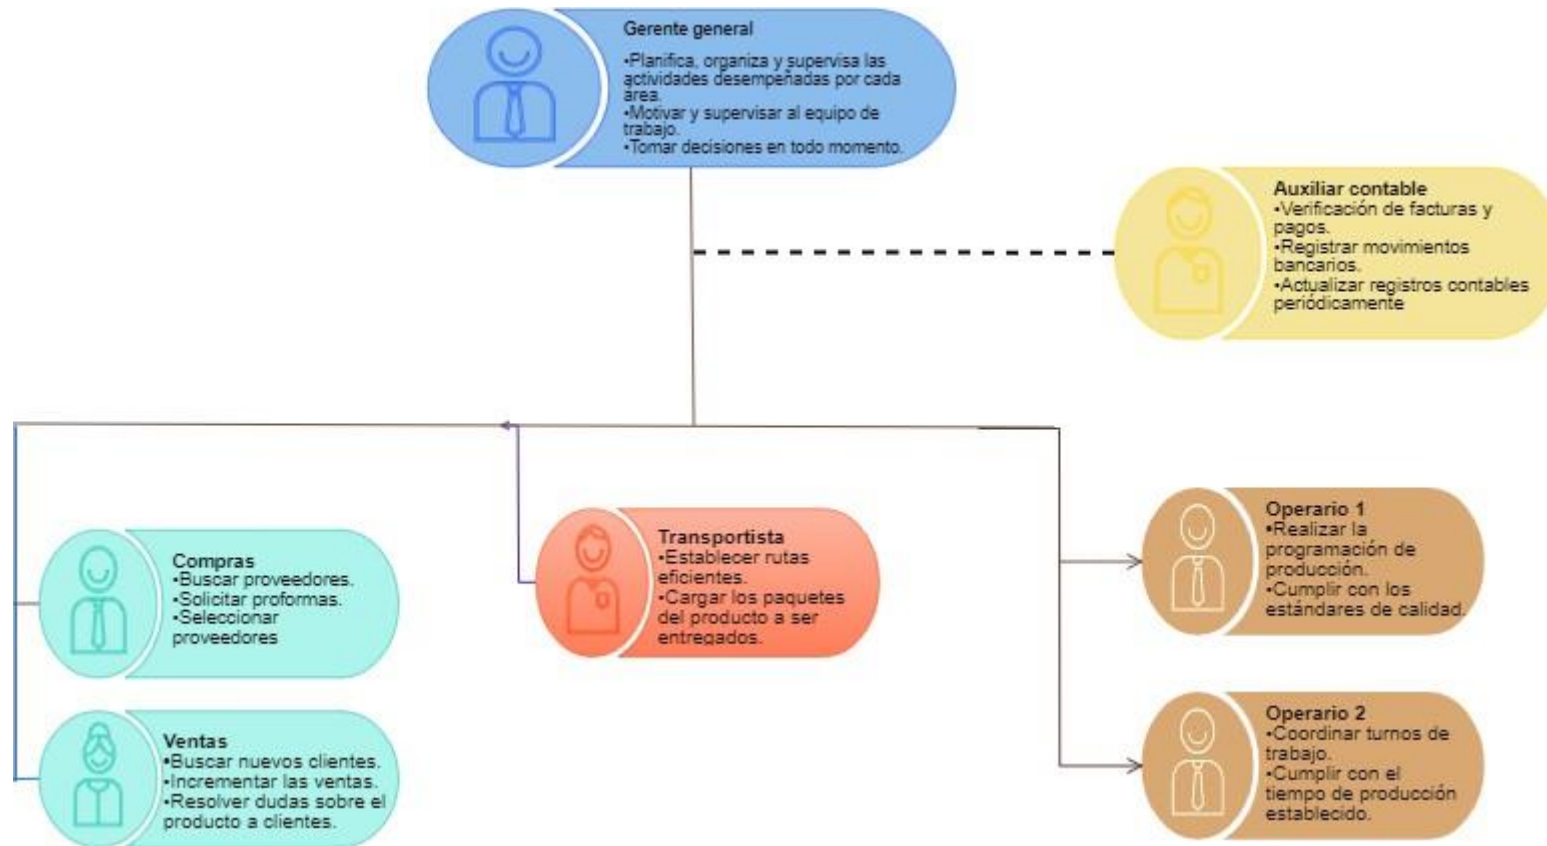 Gerente general
•Planifica, organiza y supervisa las
actividades desempeñadas por cada
área.
•Motivar y supervisar al equipo de
trabajo.
•Tomar decisiones en todo momento.
Auxiliar contable
•Verificación de facturas y
pagos.
•Registrar movimientos
bancarios.
•Actualizar registros contables
periódicamente
Compras
•Buscar proveedores.
•Solicitar proformas.
•Seleccionar
proveedores
Ventas
•Buscar nuevos clientes.
•Incrementar las ventas.
•Resolver dudas sobre el
producto a clientes.
Transportista
•Establecer rutas
eficientes.
•Cargar los paquetes
del producto a ser
entregados.
Operario 1
•Realizar la
programación de
producción.
•Cumplir con los
estándares de calidad.
Operario 2
•Coordinar turnos de
trabajo.
•Cumplir con el
tiempo de producción
establecido.